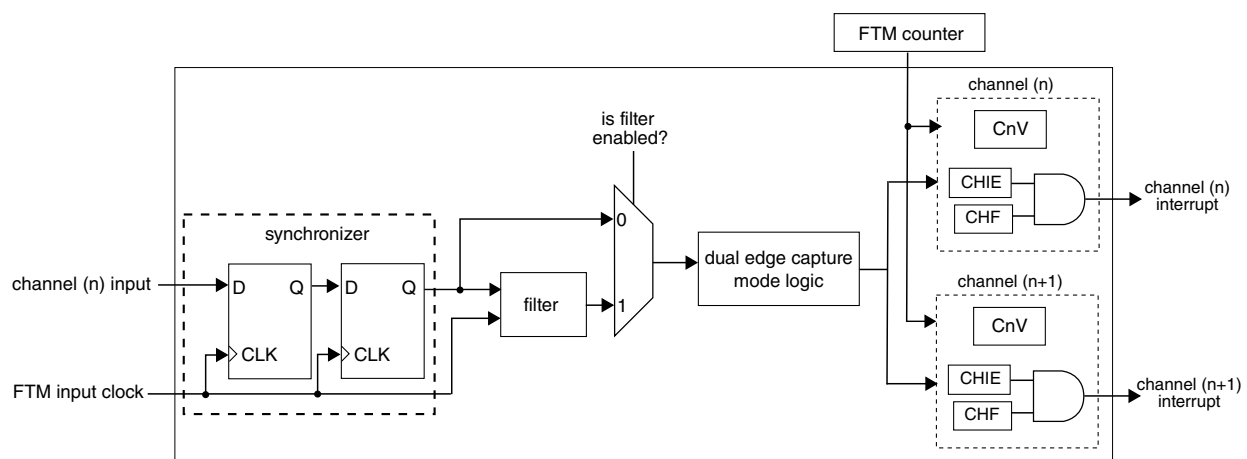 FTM counter
channel (n)
is filter
enabled?
CnV
CHIE
channel (n)
interrupt
CHF
0
synchronizer
dual edge capture
mode logic
channel (n+1)
channel (n) input
D Q D Q
filter
1
CnV
CLK CLK
FTM input clock
CHIE
channel (n+1)
interrupt
CHF